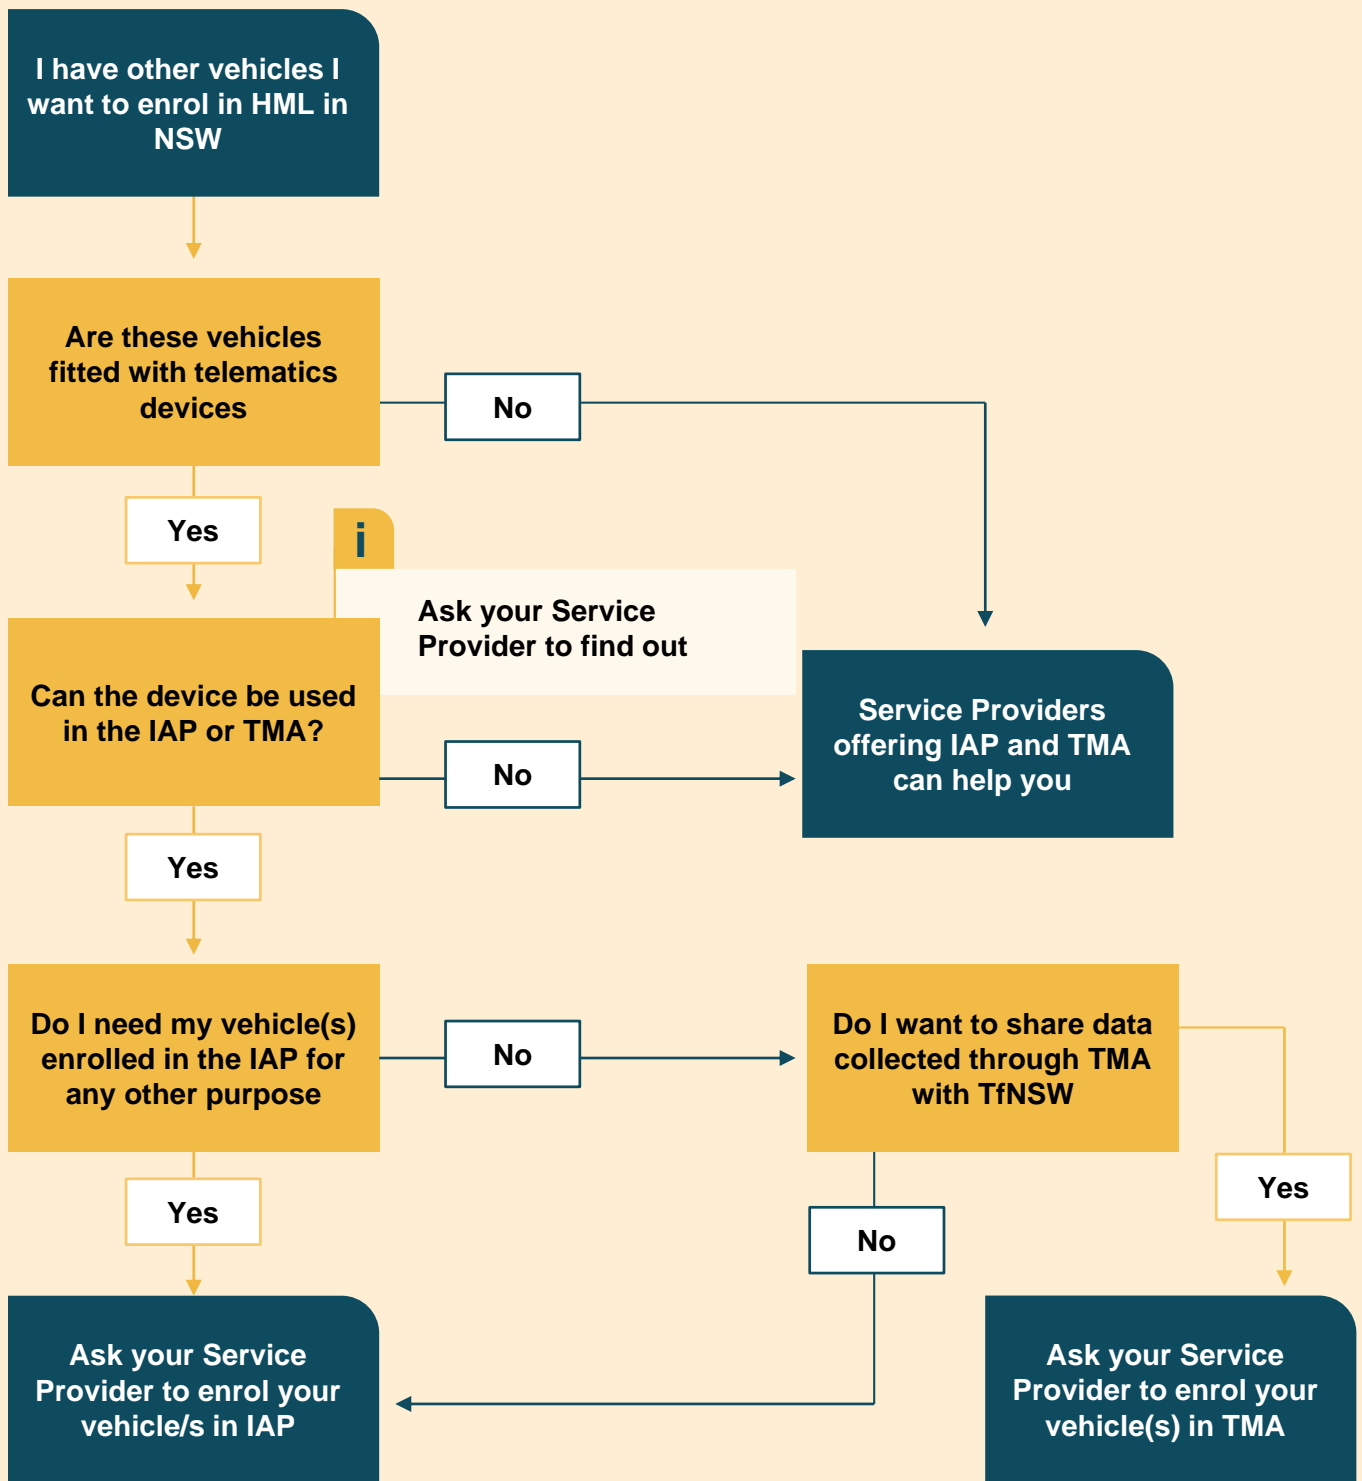 I have other vehicles I
want to enrol in HML in
NSW
Are these vehicles
fitted with telematics
devices
No
Yes
i
Ask your Service
Provider to find out
Can the device be used
in the IAP or TMA?
No
Service Providers
offering IAP and TMA
can help you
Yes
Do I need my vehicle(s)
enrolled in the IAP for
any other purpose
No
Do I want to share data
collected through TMA
with TfNSW
Yes
No
Yes
Ask your Service
Provider to enrol your
vehicle/s in IAP
Ask your Service
Provider to enrol your
vehicle(s) in TMA